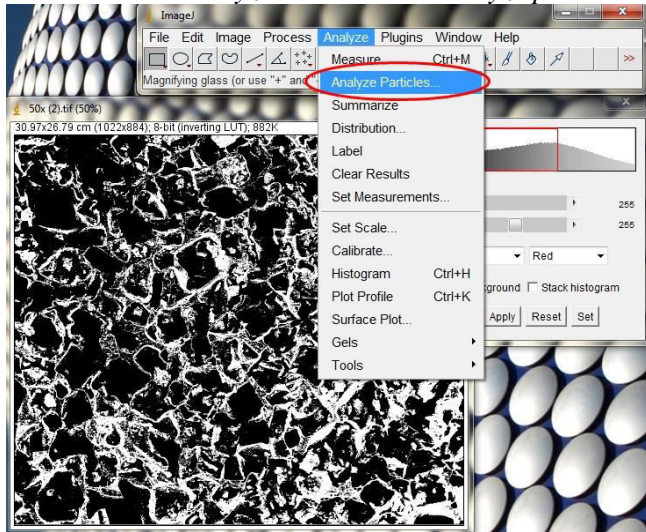 ImageJ
File Edit Image Process Analyze Plugins Window Help
Magnifying glass (or use "+" and "
>>
Measure... Ctrl+M
Analyze Particles...
Summarize
Distribution...
Label
Clear Results
Set Measurements...
Set Scale...
Calibrate...
Histogram Ctrl+H
Plot Profile Ctrl+K
Surface Plot...
Gels
Tools
50x (2).tif (50%)
30.97x26.79 cm (1022x884); 8-bit (inverting LUT); 882K
255
255
Red
Stack histogram
Apply Reset Set